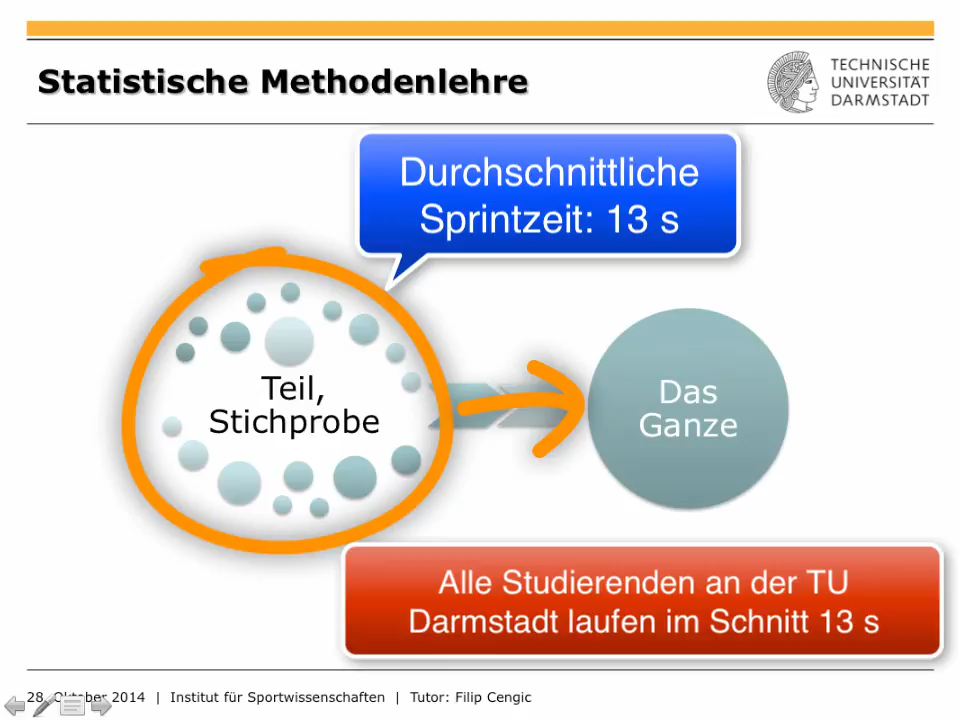 Statistische Methodenlehre
TECHNISCHE
UNIVERSITÄT
DARMSTADT
Durchschnittliche
Sprintzeit: 13 s
Teil,
Stichprobe
Das
Ganze
Alle Studierenden an der TU
Darmstadt laufen im Schnitt 13 s
28. Oktober 2014 | Institut für Sportwissenschaften | Tutor: Filip Cengic